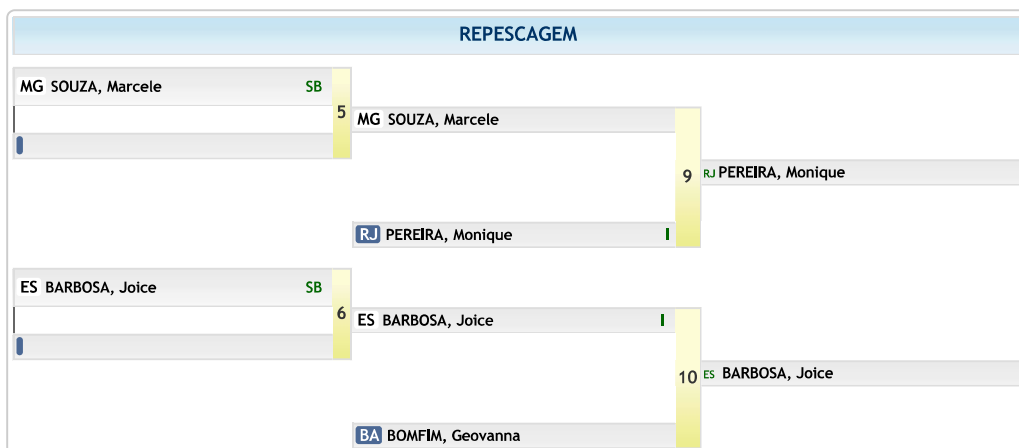 REPESCAGEM
MG SOUZA, Marcele SB
5
MG SOUZA, Marcele
9
RJ PEREIRA, Monique
RJ PEREIRA, Monique I
ES BARBOSA, Joice SB
6
ES BARBOSA, Joice I
10
ES BARBOSA, Joice
BA BOMFIM, Geovanna